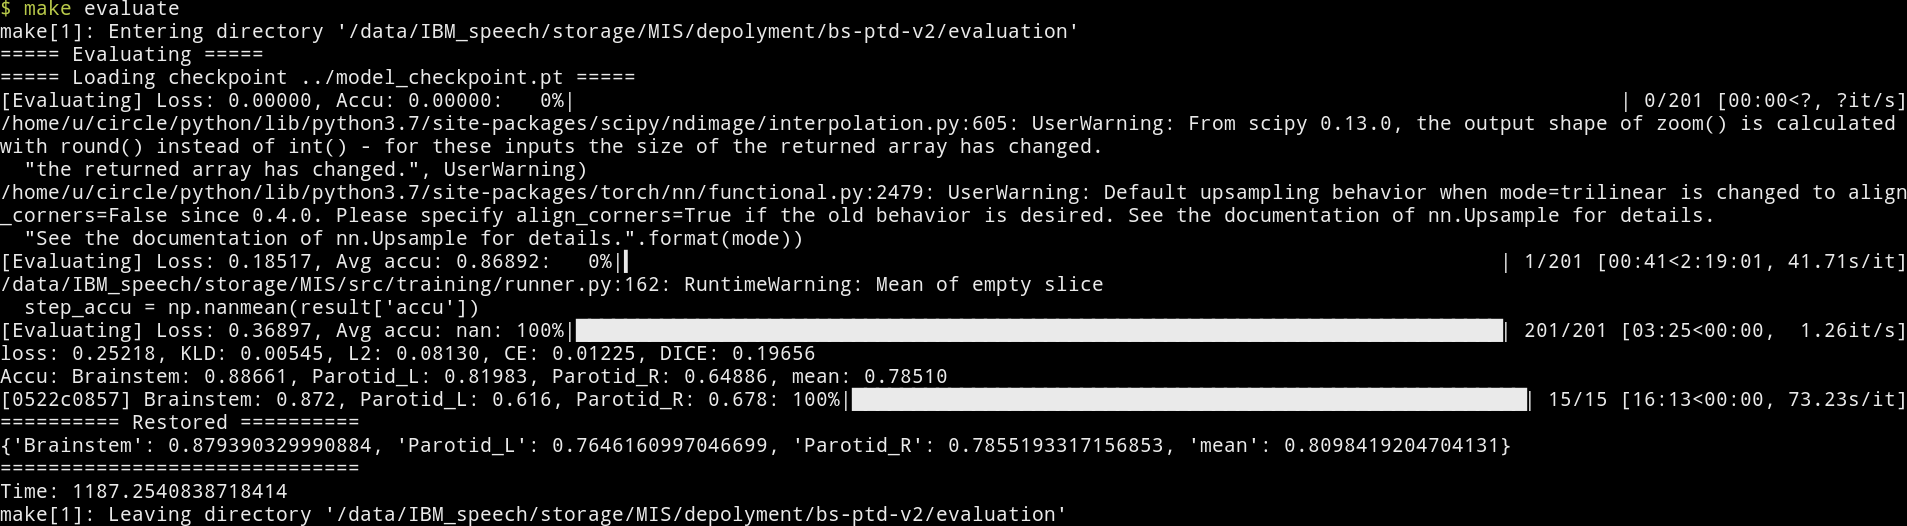 $ make evaluate
make[1]: Entering directory '/data/IBM_speech/storage/MIS/depolyment/bs-ptd-v2/evaluation'
===== Evaluating =====
===== Loading checkpoint ../model_checkpoint.pt =====
[Evaluating] Loss: 0.00000, Accu: 0.00000:   0%|          | 0/201 [00:00<?, ?it/s]
/home/u/circle/python/lib/python3.7/site-packages/scipy/ndimage/interpolation.py:605: UserWarning: From scipy 0.13.0, the output shape of zoom() is calculated
with round() instead of int() - for these inputs the size of the returned array has changed.
  "the returned array has changed.", UserWarning)
/home/u/circle/python/lib/python3.7/site-packages/torch/nn/functional.py:2479: UserWarning: Default upsampling behavior when mode=trilinear is changed to align
_corners=False since 0.4.0. Please specify align_corners=True if the old behavior is desired. See the documentation of nn.Upsample for details.
  "See the documentation of nn.Upsample for details.".format(mode))
[Evaluating] Loss: 0.18517, Avg accu: 0.86892:   0%|          | 1/201 [00:41<2:19:01, 41.71s/it]
/data/IBM_speech/storage/MIS/src/training/runner.py:162: RuntimeWarning: Mean of empty slice
  step_accu = np.nanmean(result['accu'])
[Evaluating] Loss: 0.36897, Avg accu: nan: 100%|██████████| 201/201 [03:25<00:00,  1.26it/s]
loss: 0.25218, KLD: 0.00545, L2: 0.08130, CE: 0.01225, DICE: 0.19656
Accu: Brainstem: 0.88661, Parotid_L: 0.81983, Parotid_R: 0.64886, mean: 0.78510
[0522c0857] Brainstem: 0.872, Parotid_L: 0.616, Parotid_R: 0.678: 100%|██████████| 15/15 [16:13<00:00, 73.23s/it]
========== Restored ==========
{'Brainstem': 0.879390329990884, 'Parotid_L': 0.7646160997046699, 'Parotid_R': 0.7855193317156853, 'mean': 0.8098419204704131}
==============================
Time: 1187.2540838718414
make[1]: Leaving directory '/data/IBM_speech/storage/MIS/depolyment/bs-ptd-v2/evaluation'